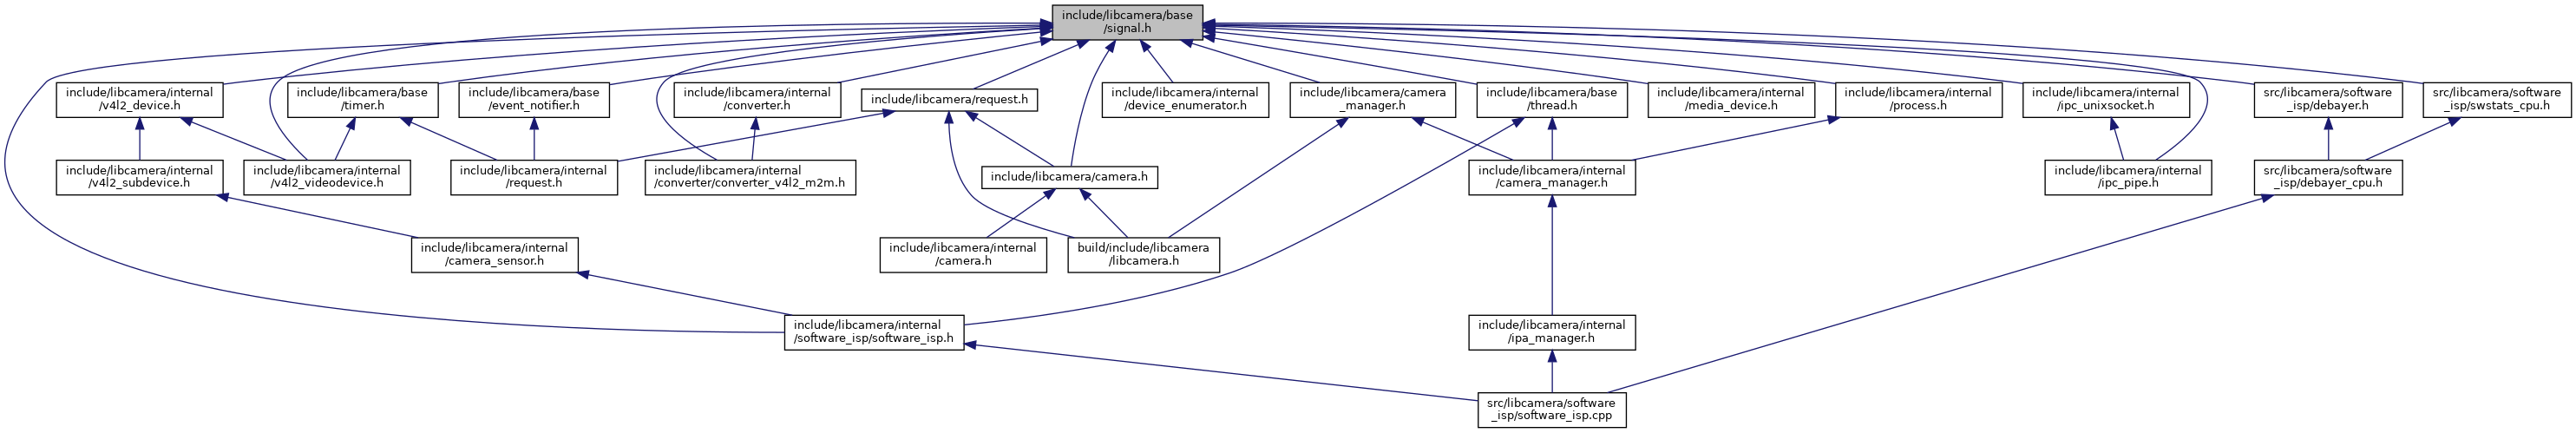 include/libcamera/base
/signal.h
include/libcamera/internal
/v4l2_device.h
include/libcamera/base
/timer.h
include/libcamera/base
/event_notifier.h
include/libcamera/internal
/converter.h
include/libcamera/request.h
include/libcamera/internal
/device_enumerator.h
include/libcamera/camera
_manager.h
include/libcamera/base
/thread.h
include/libcamera/internal
/media_device.h
include/libcamera/internal
/process.h
include/libcamera/internal
/ipc_unixsocket.h
src/libcamera/software
_isp/debayer.h
src/libcamera/software
_isp/swstats_cpu.h
include/libcamera/internal
/v4l2_subdevice.h
include/libcamera/internal
/v4l2_videodevice.h
include/libcamera/internal
/request.h
include/libcamera/internal
/converter/converter_v4l2_m2m.h
include/libcamera/camera.h
include/libcamera/internal
/camera_manager.h
include/libcamera/internal
/ipc_pipe.h
src/libcamera/software
_isp/debayer_cpu.h
include/libcamera/internal
/camera_sensor.h
include/libcamera/internal
/camera.h
build/include/libcamera
/libcamera.h
include/libcamera/internal
/software_isp/software_isp.h
include/libcamera/internal
/ipa_manager.h
src/libcamera/software
_isp/software_isp.cpp